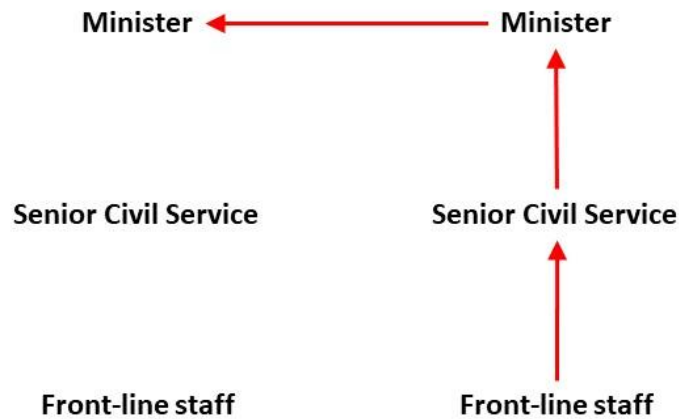 Minister Minister
Senior Civil Service Senior Civil Service
Front-line staff Front-line staff